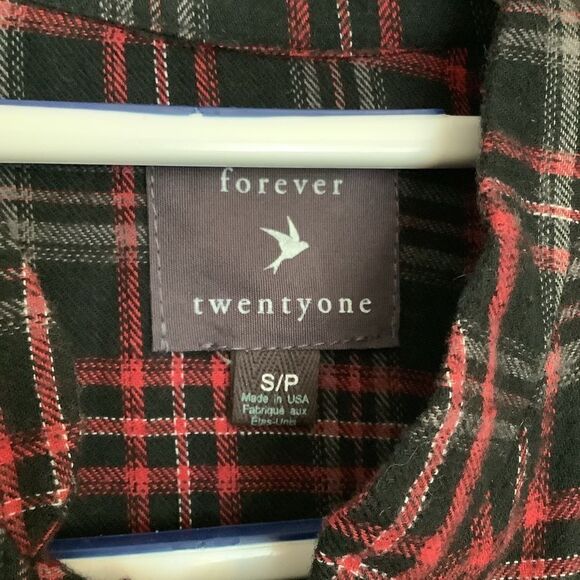 forever
twentyone
S/P
Made in USA
Fabriqué aux
États-Unis